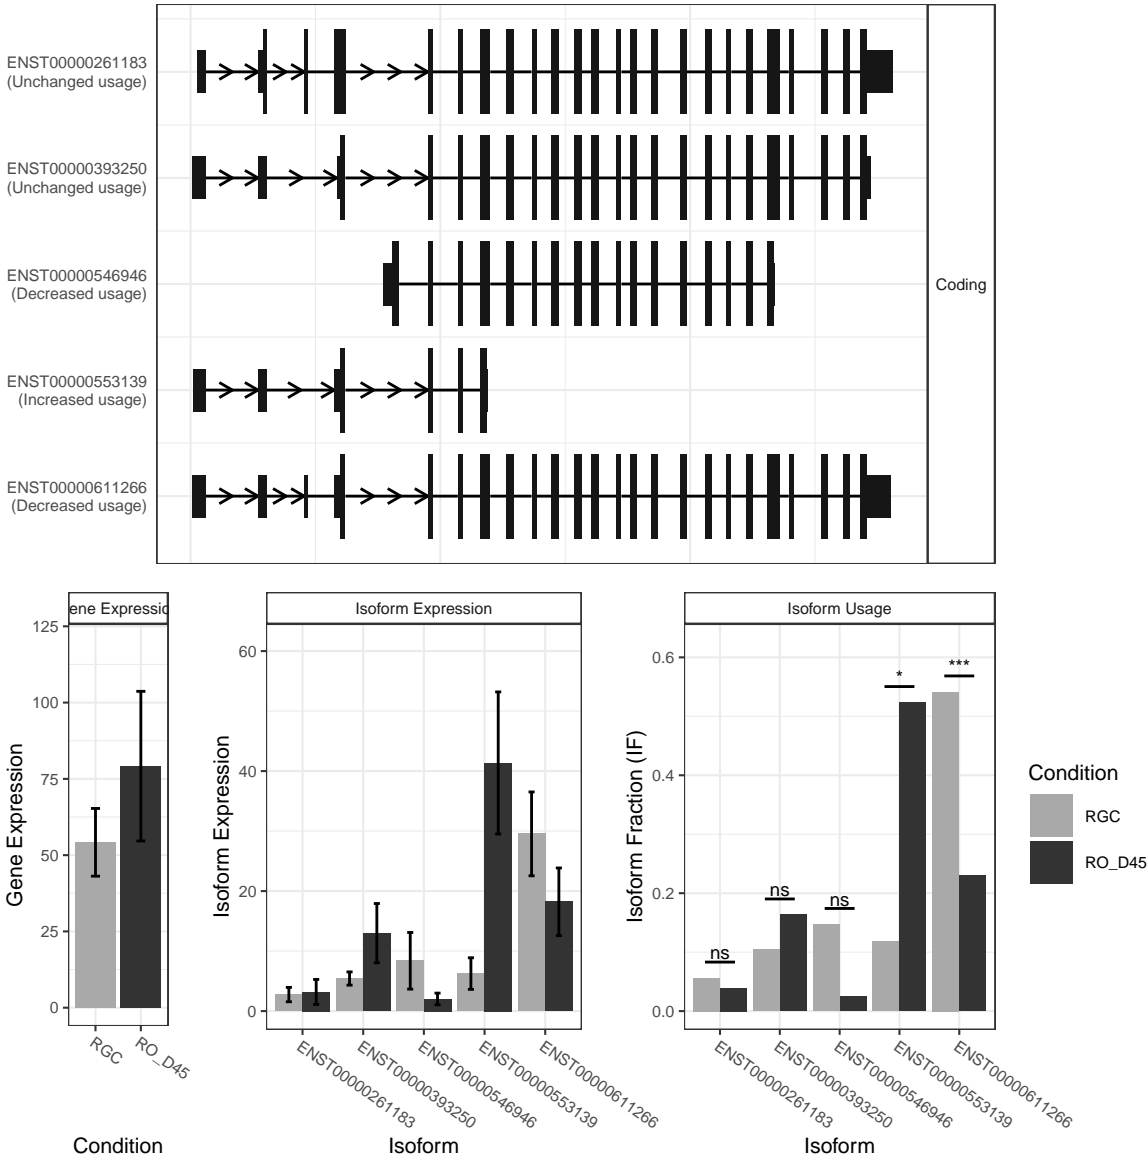 ENST00000261183
(Unchanged usage)
ENST00000393250
(Unchanged usage)
ENST00000546946
(Decreased usage)
ENST00000553139
(Increased usage)
ENST00000611266
(Decreased usage)
Coding
ene Expressio
Gene Expression
125
100
75
50
25
0
RGC
RO_D45
Condition
Isoform Expression
Isoform Expression
60
40
20
0
ENST00000261183
ENST00000393250
ENST00000546946
ENST00000553139
ENST00000611266
Isoform
Isoform Usage
Isoform Fraction (IF)
0.6
0.4
0.2
0.0
ns
ns
ns
*
***
ENST00000261183
ENST00000393250
ENST00000546946
ENST00000553139
ENST00000611266
Isoform
Condition
RGC
RO_D45